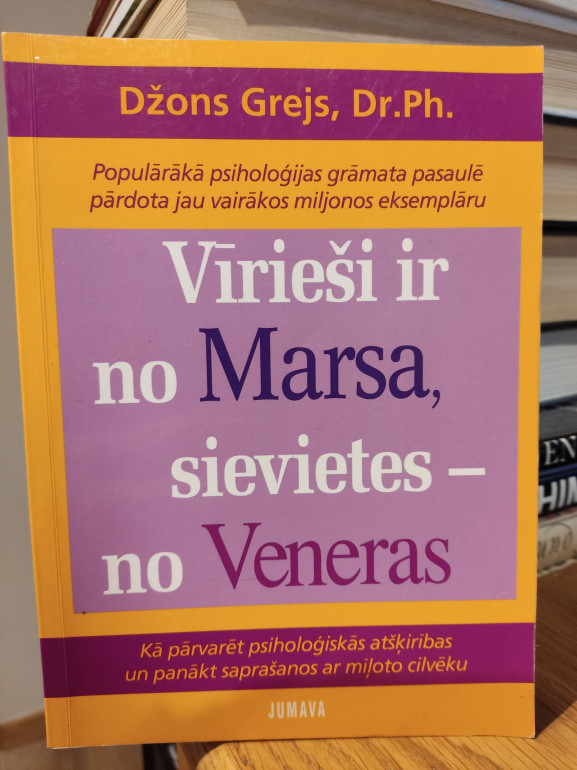 Džons Grejs, Dr.Ph.
Populārākā psiholoģijas grāmata pasaulē
pārdota jau vairākos miljonos eksemplāru
Vīrieši ir
no Marsa,
sievietes –
no Veneras
Kā pārvarēt psiholoģiskās atšķirības
un panākt saprašanos ar mīļoto cilvēku
JUMAVA